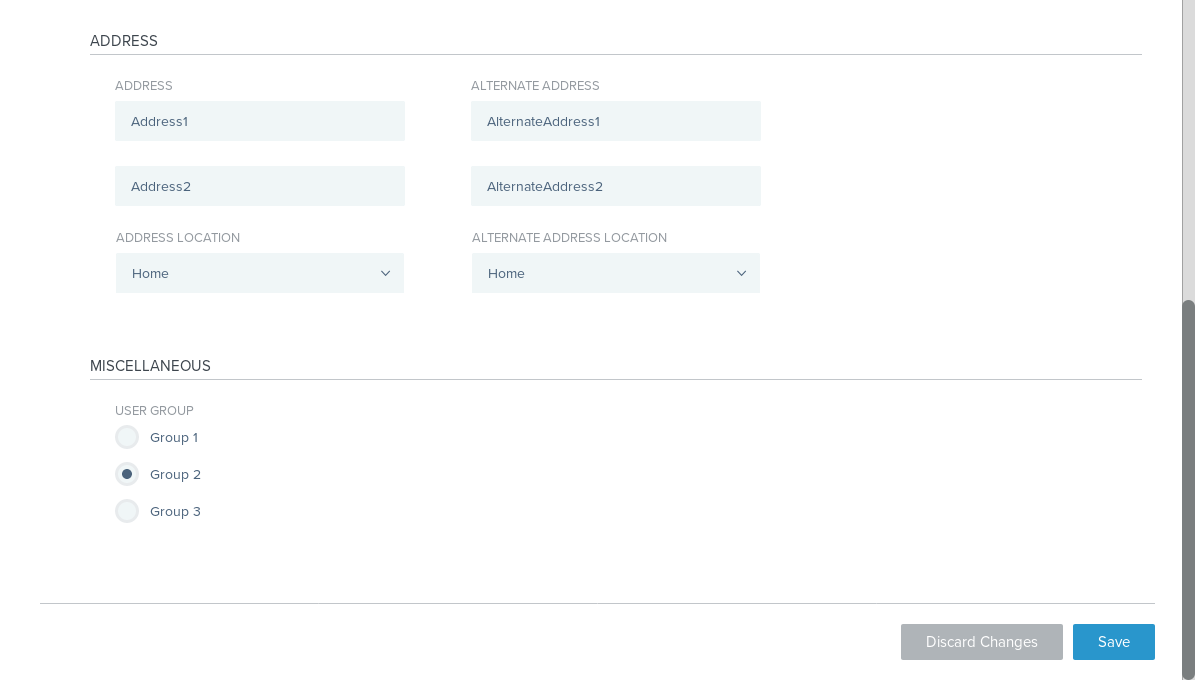 ADDRESS
ADDRESS
ALTERNATE ADDRESS
Address1
AlternateAddress1
Address2
AlternateAddress2
ADDRESS LOCATION
ALTERNATE ADDRESS LOCATION
Home
Home
MISCELLANEOUS
USER GROUP
Group 1
Group 2
Group 3
Discard Changes
Save